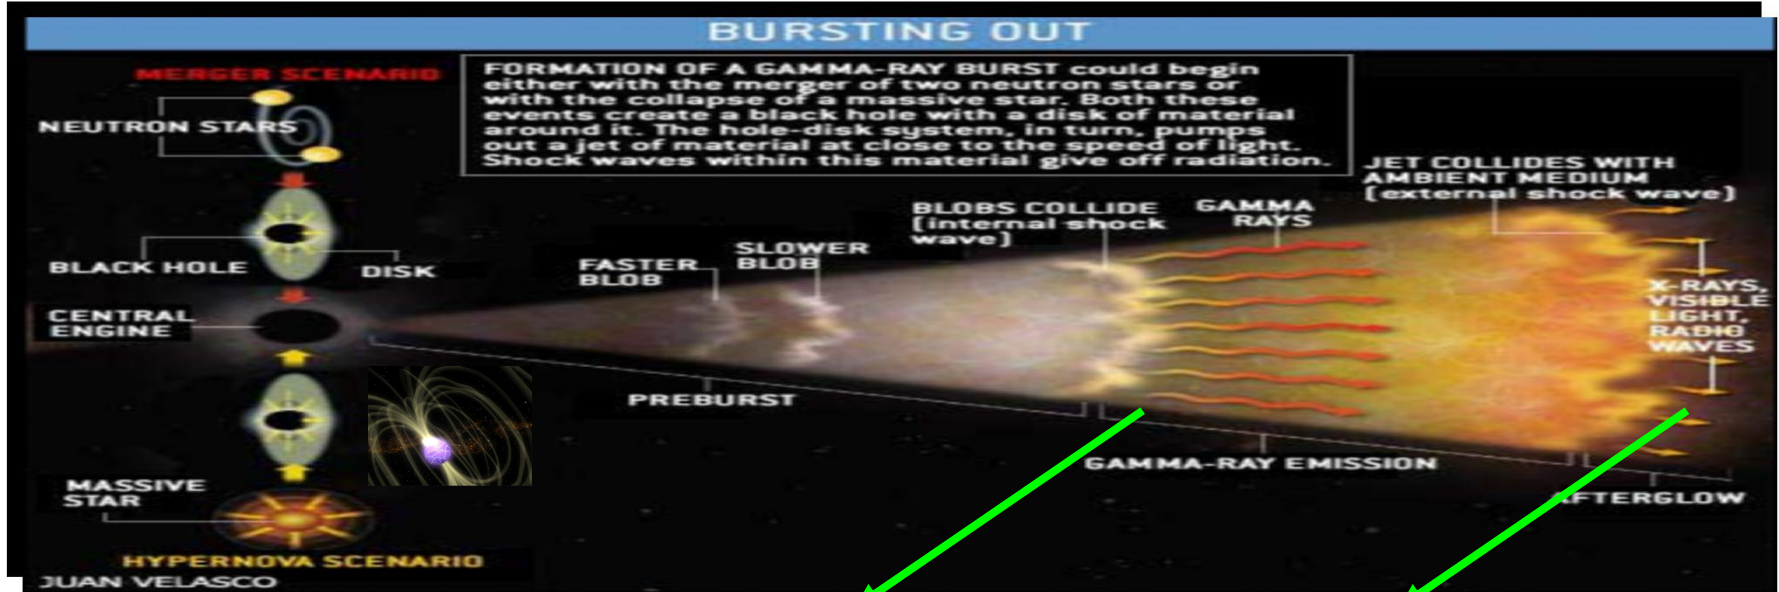 BURSTING OUT
MERGER SCENARIO
NEUTRON STARS
BLACK HOLE
DISK
CENTRAL
ENGINE
MASSIVE
STAR
HYPERNOVA SCENARIO
JUAN VELASCO
FORMATION OF A GAMMA-RAY BURST could begin
either with the merger of two neutron stars or
with the collapse of a massive star. Both these
events create a black hole with a disk of material
around it. The hole-disk system, in turn, pumps
out a jet of material at close to the speed of light.
Shock waves within this material give off radiation.
FASTER
BLOB
SLOWER
BLOB
PREBURST
BLOBS COLLIDE
[internal shock
wave]
GAMMA
RAYS
GAMMA-RAY EMISSION
JET COLLIDES WITH
AMBIENT MEDIUM
[external shock wave]
X-RAYS,
VISIBLE
LIGHT,
RADIO
WAVES
AFTERGLOW